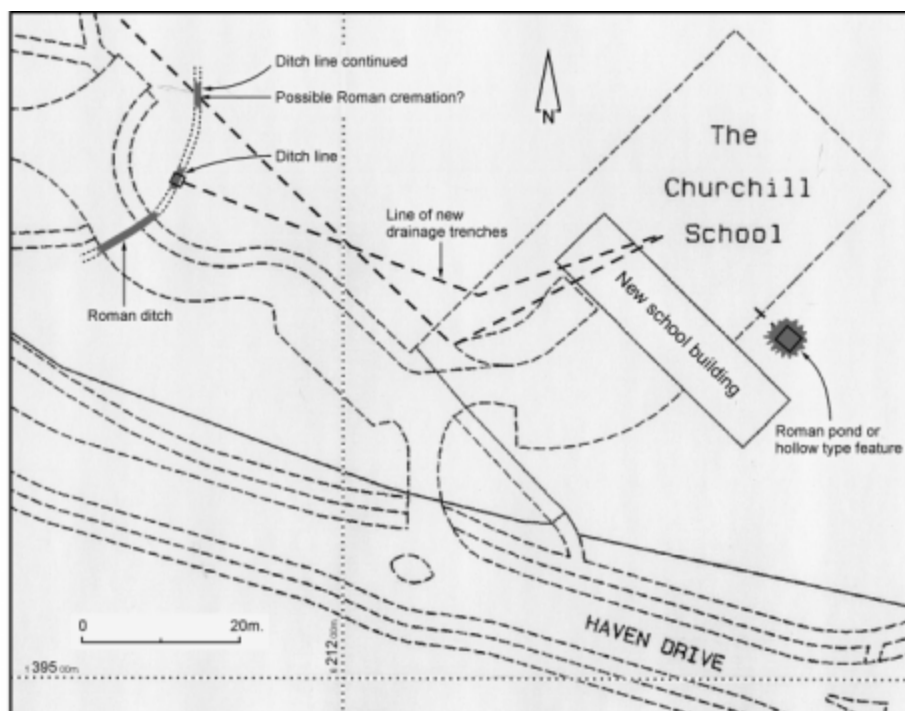 Ditch line continued
Possible Roman cremation?
Ditch line
N
The
Churchill
School
Line of new
drainage trenches
New school building
Roman ditch
Roman pond or
hollow type feature
0 20m.
HAVEN DRIVE
212
395